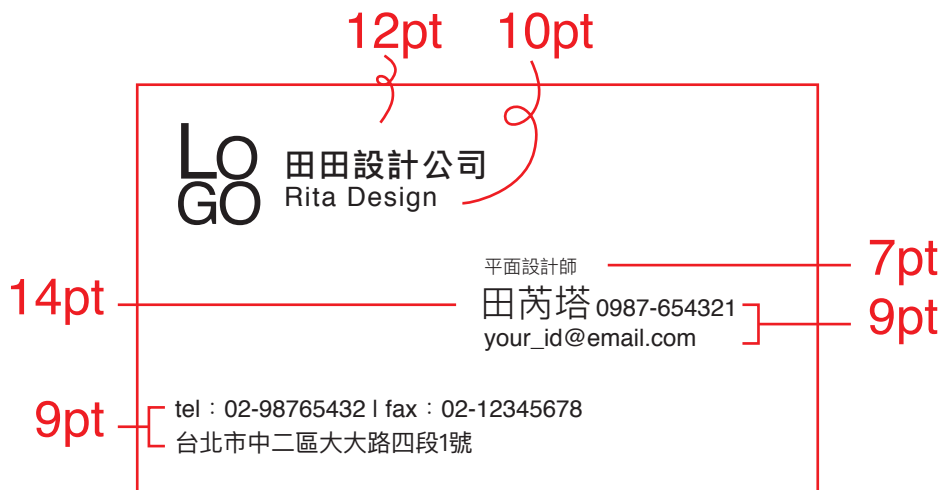 12pt 10pt
LO
GO
田田設計公司
Rita Design
平面設計師
7pt
14pt
田芮塔 0987-654321
your_id@email.com
9pt
9pt
tel：02-98765432 | fax：02-12345678
台北市中二區大大路四段1號